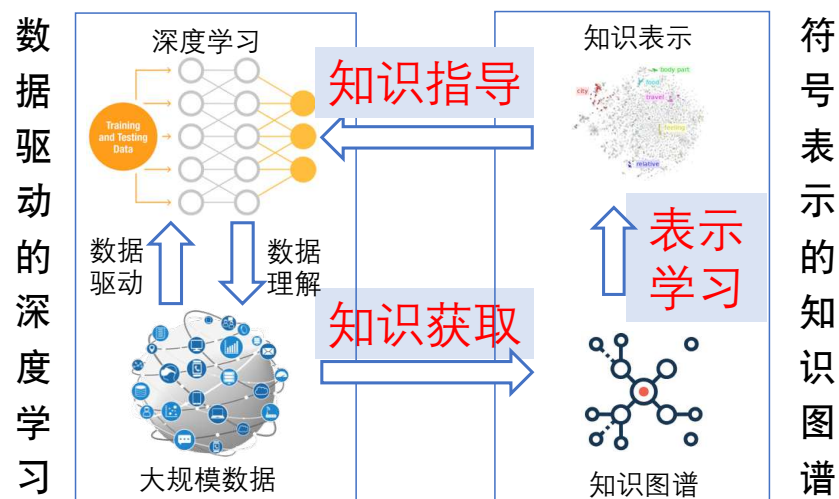 数据驱动的深度学习
深度学习
Training
and Testing
Data
数据
驱动
数据
理解
大规模数据
知识指导
知识获取
知识表示
body part
food
city
travel
feeling
relative
表示
学习
知识图谱
符号表示的知识图谱